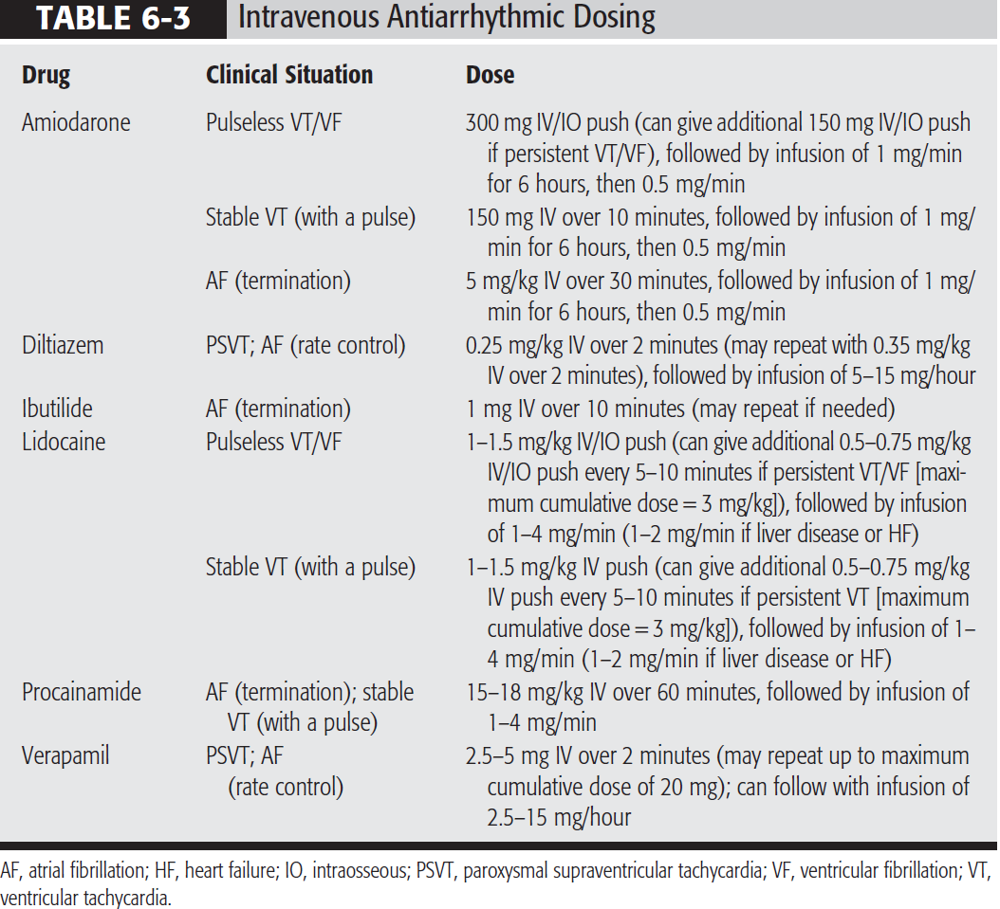 TABLE 6-3 Intravenous Antiarrhythmic Dosing
Drug Clinical Situation Dose
Amiodarone Pulseless VT/VF 300 mg IV/IO push (can give additional 150 mg IV/IO push
if persistent VT/VF), followed by infusion of 1 mg/min
for 6 hours, then 0.5 mg/min
Stable VT (with a pulse) 150 mg IV over 10 minutes, followed by infusion of 1 mg/
min for 6 hours, then 0.5 mg/min
AF (termination) 5 mg/kg IV over 30 minutes, followed by infusion of 1 mg/
min for 6 hours, then 0.5 mg/min
Diltiazem PSVT; AF (rate control) 0.25 mg/kg IV over 2 minutes (may repeat with 0.35 mg/kg
IV over 2 minutes), followed by infusion of 5–15 mg/hour
Ibutilide AF (termination) 1 mg IV over 10 minutes (may repeat if needed)
Lidocaine Pulseless VT/VF 1–1.5 mg/kg IV/IO push (can give additional 0.5–0.75 mg/kg
IV/IO push every 5–10 minutes if persistent VT/VF [maxi-
mum cumulative dose = 3 mg/kg]), followed by infusion
of 1–4 mg/min (1–2 mg/min if liver disease or HF)
Stable VT (with a pulse) 1–1.5 mg/kg IV push (can give additional 0.5–0.75 mg/kg
IV push every 5–10 minutes if persistent VT [maximum
cumulative dose = 3 mg/kg]), followed by infusion of 1–
4 mg/min (1–2 mg/min if liver disease or HF)
Procainamide AF (termination); stable 15–18 mg/kg IV over 60 minutes, followed by infusion of
VT (with a pulse) 1–4 mg/min
Verapamil PSVT; AF 2.5–5 mg IV over 2 minutes (may repeat up to maximum
(rate control) cumulative dose of 20 mg); can follow with infusion of
2.5–15 mg/hour
AF, atrial fibrillation; HF, heart failure; IO, intraosseous; PSVT, paroxysmal supraventricular tachycardia; VF, ventricular fibrillation; VT,
ventricular tachycardia.